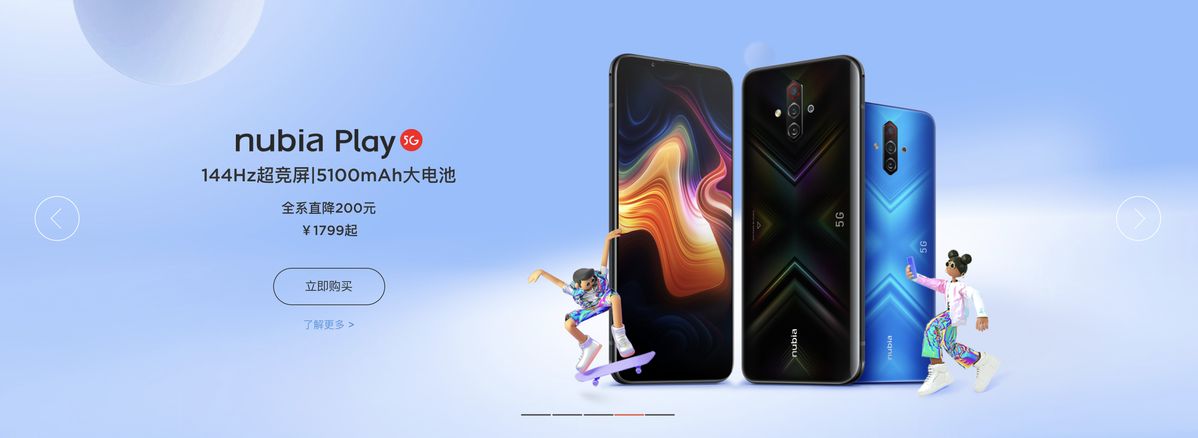 nubia Play 5G
144Hz超竞屏|5100mAh大电池
全系直降200元
￥1799起
立即购买
了解更多 >
5G
nubia
5G
nubia